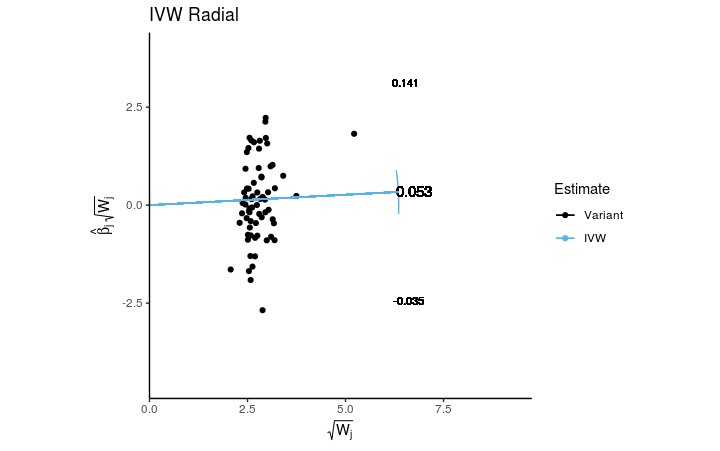 IVW Radial
0.141
2.5
0.053
0.0
-0.035
-2.5
β̂j√Wj
0.0 2.5 5.0 7.5
√Wj
Estimate
Variant
IVW